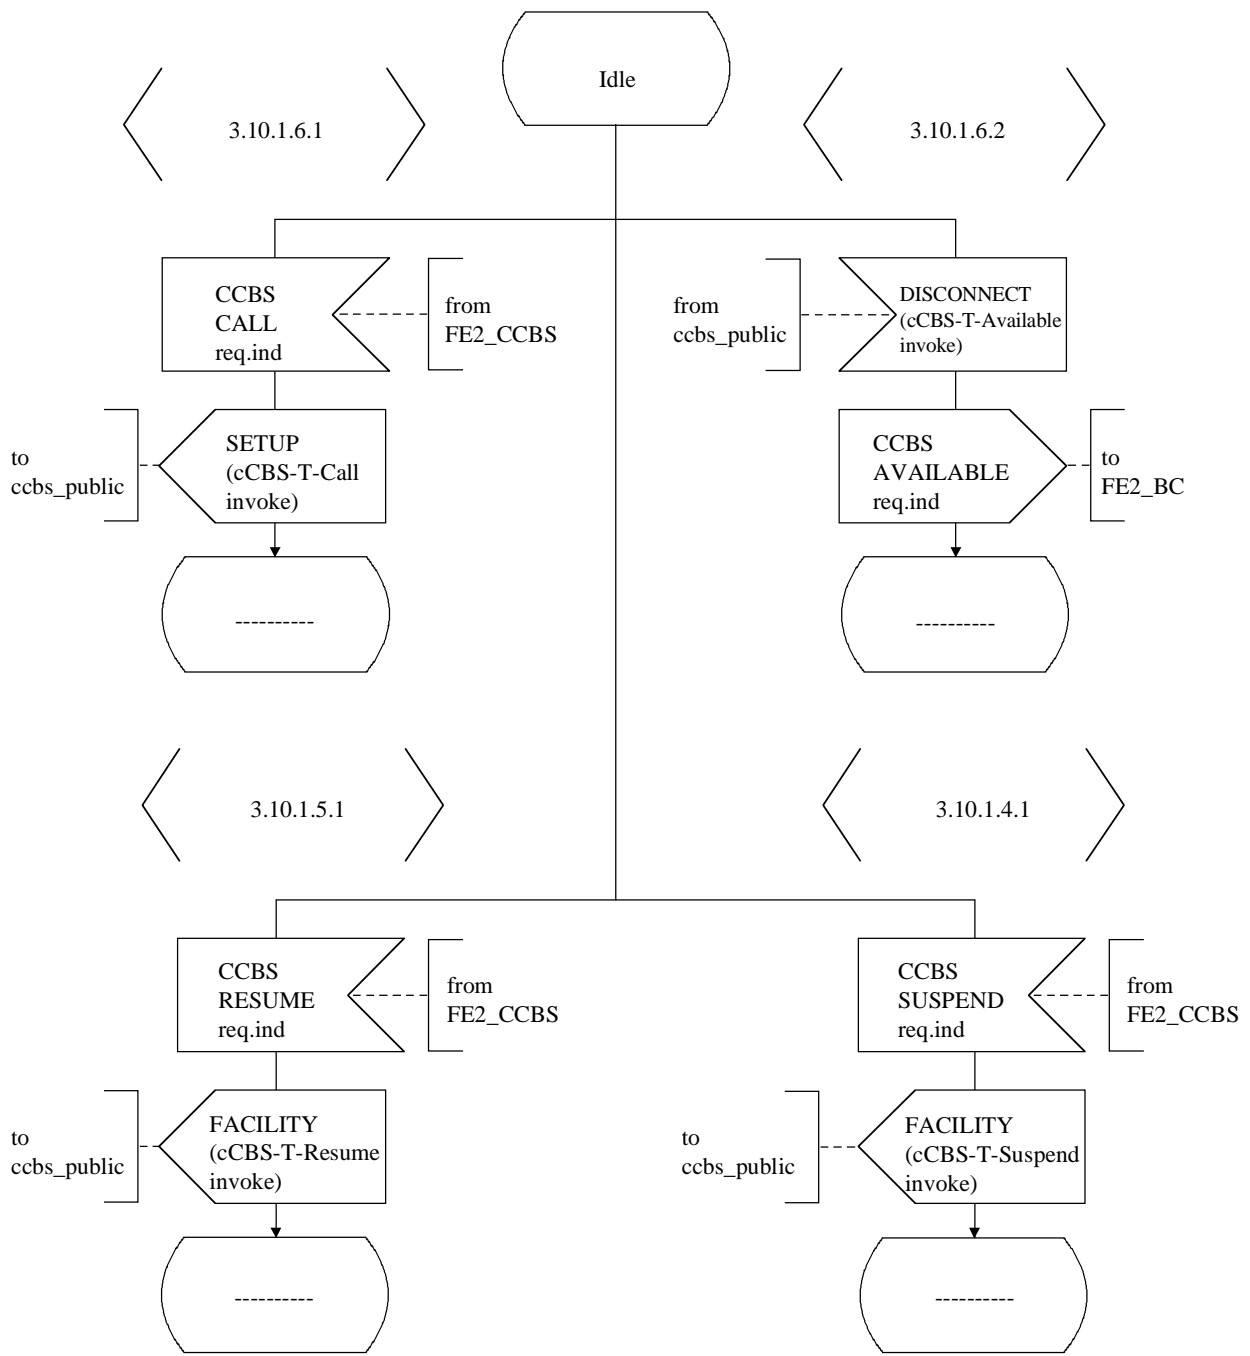 Idle
3.10.1.6.1
3.10.1.6.2
CCBS
CALL
req.ind
from
FE2_CCBS
from
ccbs_public
DISCONNECT
(cCBS-T-Available
invoke)
to
ccbs_public
SETUP
(cCBS-T-Call
invoke)
CCBS
AVAILABLE
req.ind
to
FE2_BC
----------
----------
3.10.1.5.1
3.10.1.4.1
CCBS
RESUME
req.ind
from
FE2_CCBS
CCBS
SUSPEND
req.ind
from
FE2_CCBS
to
ccbs_public
FACILITY
(cCBS-T-Resume
invoke)
to
ccbs_public
FACILITY
(cCBS-T-Suspend
invoke)
----------
----------